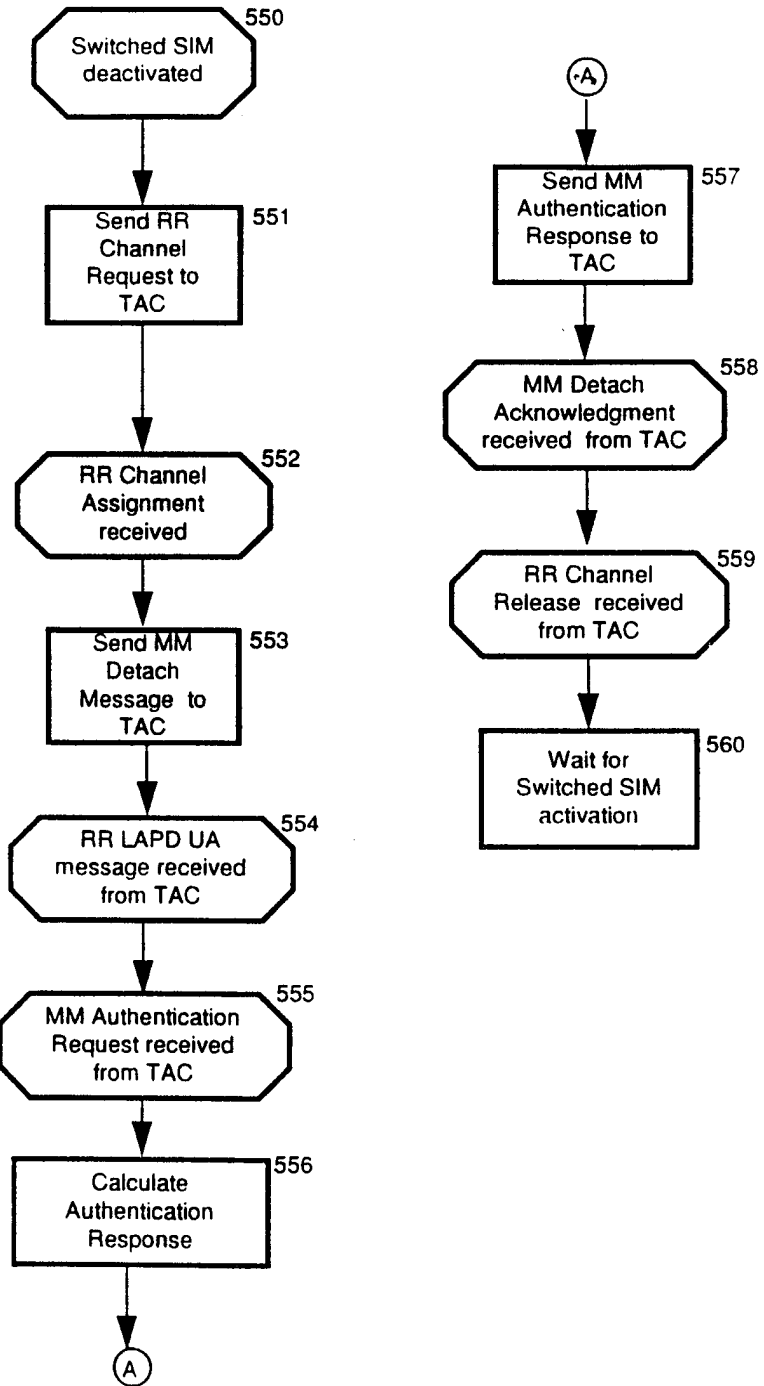 550
Switched SIM
deactivated
551
Send RR
Channel
Request to
TAC
552
RR Channel
Assignment
received
553
Send MM
Detach
Message to
TAC
554
RR LAPD UA
message received
from TAC
555
MM Authentication
Request received
from TAC
556
Calculate
Authentication
Response
A
A
557
Send MM
Authentication
Response to
TAC
558
MM Detach
Acknowledgment
received from TAC
559
RR Channel
Release received
from TAC
560
Wait for
Switched SIM
activation